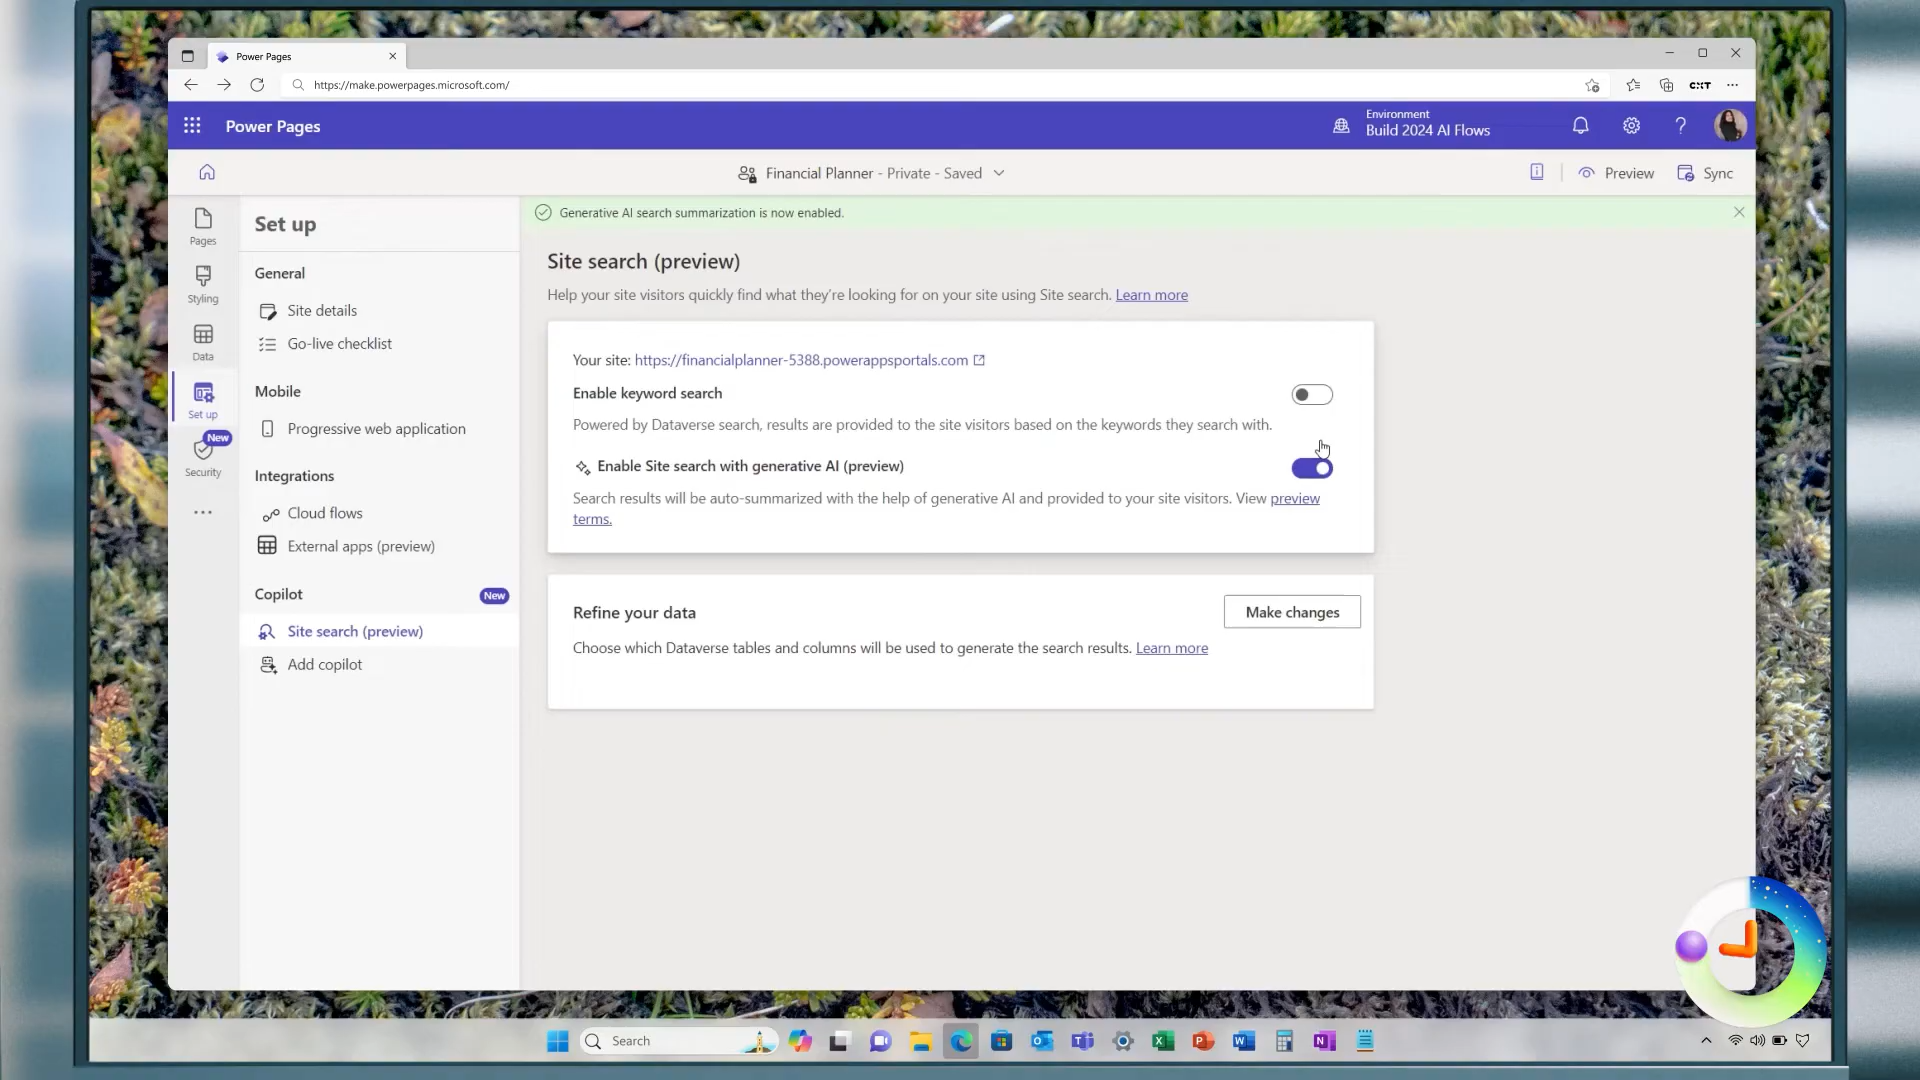 Power Pages
https://make.powerpages.microsoft.com/
Power Pages
Environment
Build 2024 AI Flows
Financial Planner - Private - Saved
Preview
Sync
Pages
Styling
Data
Set up
New
Security
Set up
General
Site details
Go-live checklist
Mobile
Progressive web application
Integrations
Cloud flows
External apps (preview)
Copilot
New
Site search (preview)
Add copilot
Generative AI search summarization is now enabled.
Site search (preview)
Help your site visitors quickly find what they're looking for on your site using Site search. Learn more
Your site: https://financialplanner-5388.powerappsportals.com
Enable keyword search
Powered by Dataverse search, results are provided to the site visitors based on the keywords they search with.
Enable Site search with generative AI (preview)
Search results will be auto-summarized with the help of generative AI and provided to your site visitors. View preview
terms.
Refine your data
Make changes
Choose which Dataverse tables and columns will be used to generate the search results. Learn more
Search